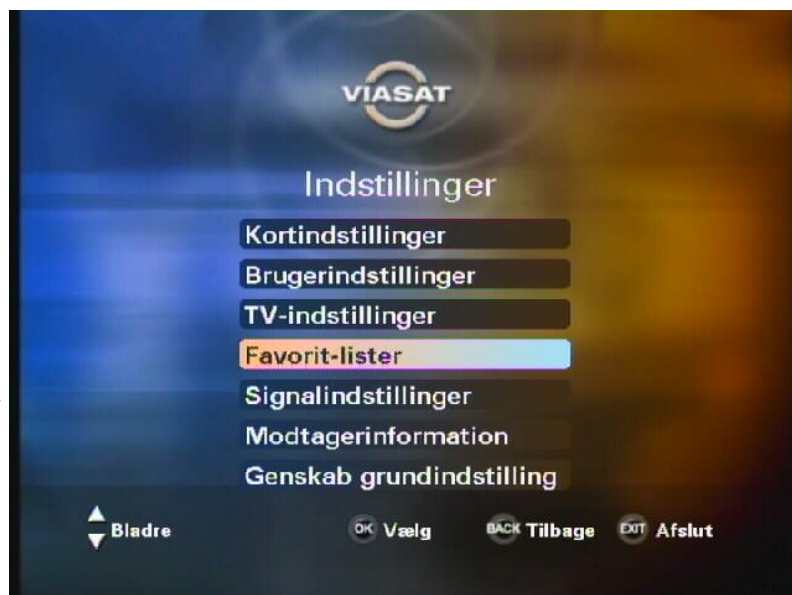 VIASAT
Indstillinger
Kortindstillinger
Brugerindstillinger
TV-indstillinger
Favorit-lister
Signalindstillinger
Modtagerinformation
Genskab grundindstilling
Bladre OK Vælg BACK Tilbage EXIT Afslut